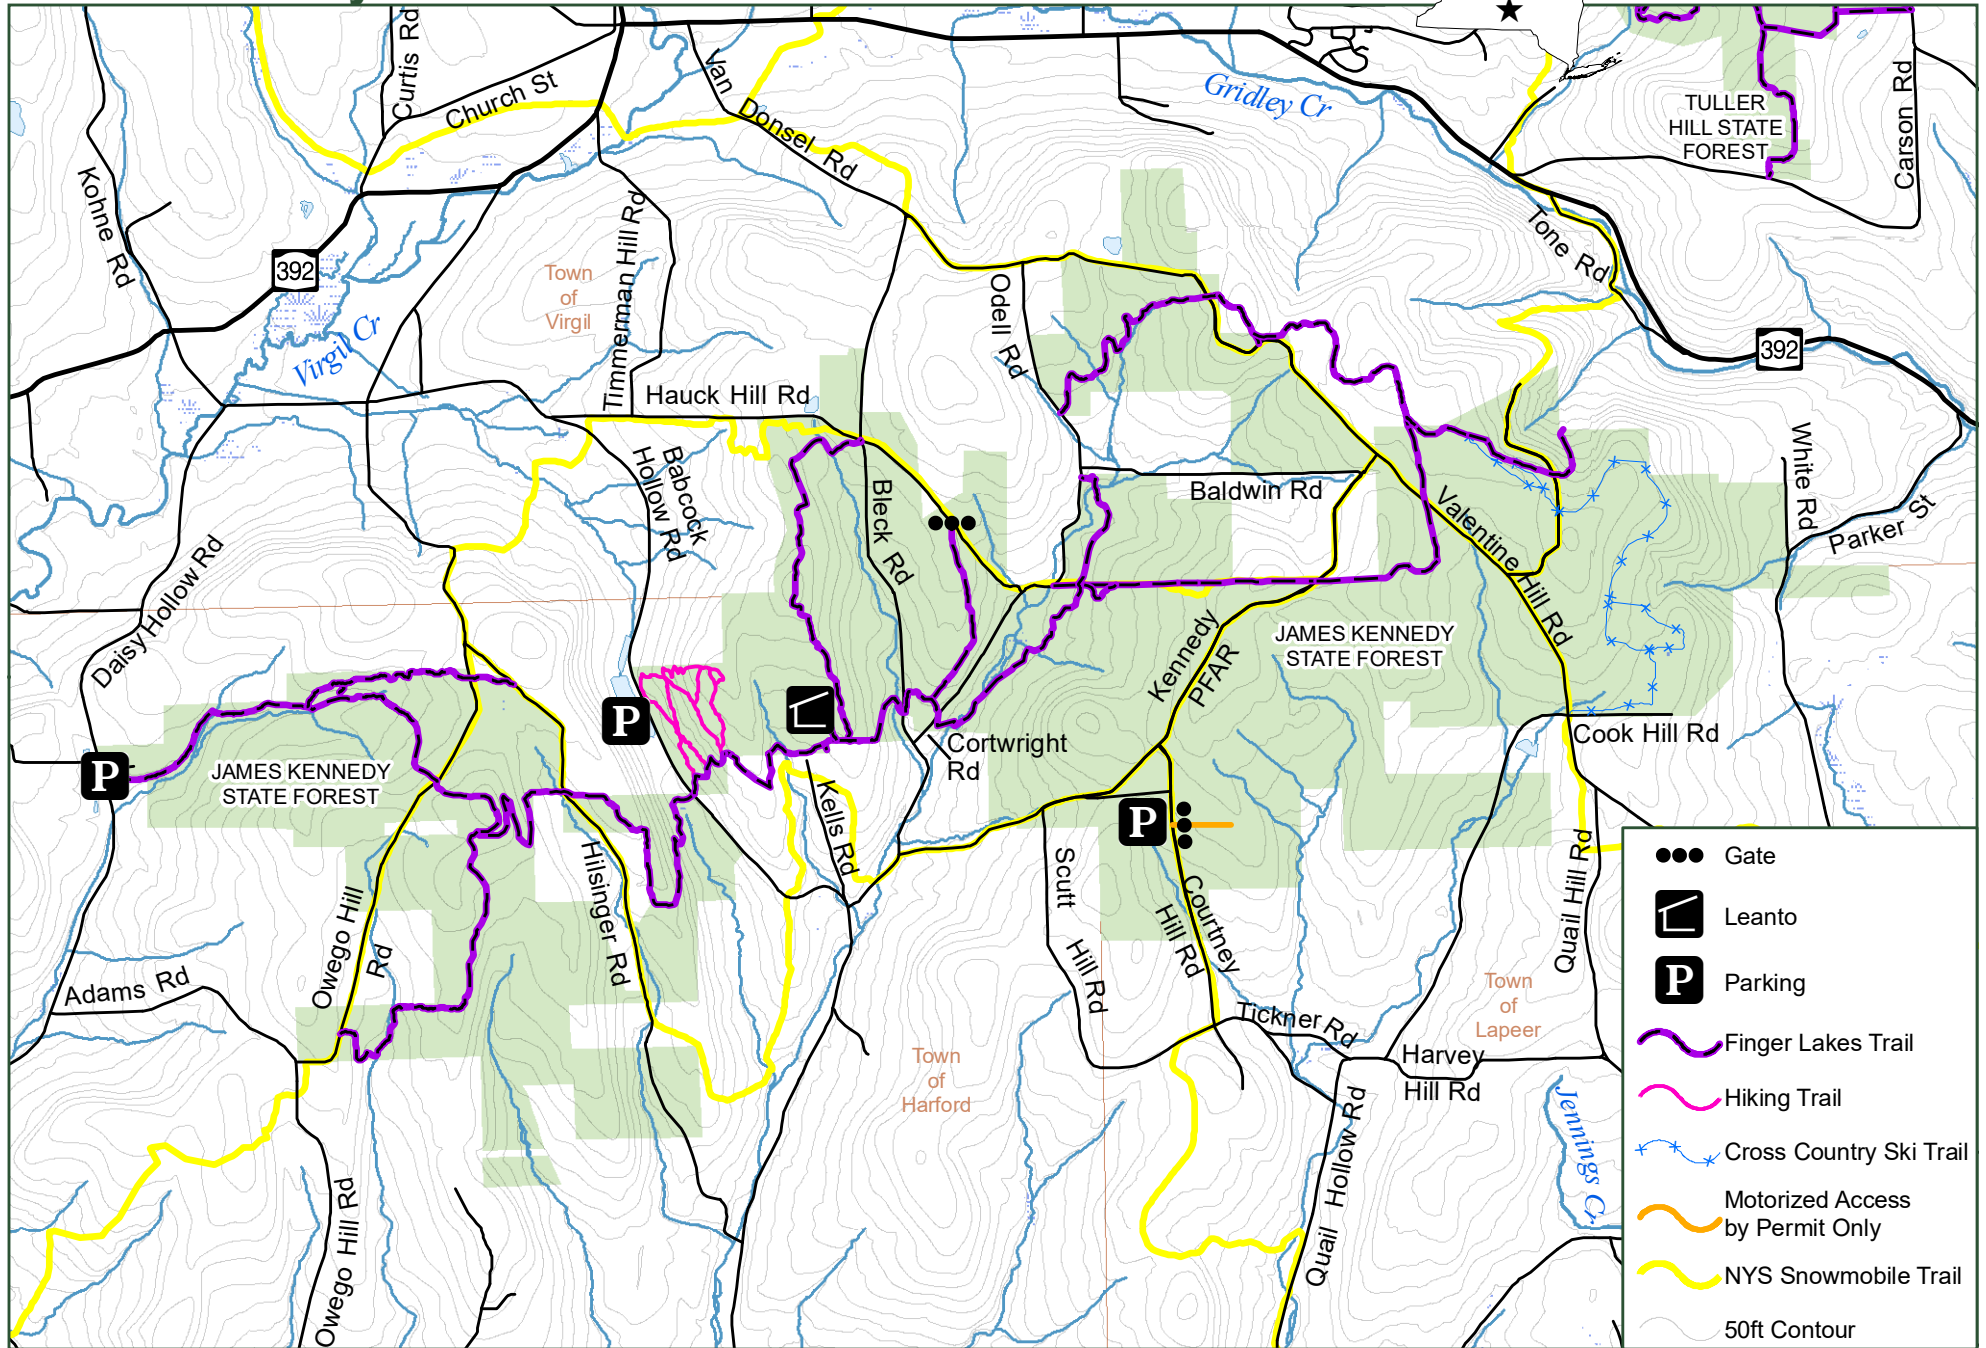 Curtis Rd
Church St
Van Donsel Rd
Gridley Cr
TULLER
HILL STATE
FOREST
Carson Rd
Kohne Rd
392
Town
of
Virgil
Timmerman Hill Rd
Virgil Cr
Odell Rd
Tone Rd
392
Hauck Hill Rd
Babcock
Hollow Rd
Bleck Rd
Baldwin Rd
Valentine Hill Rd
White Rd
Parker St
Daisy Hollow Rd
JAMES KENNEDY
STATE FOREST
Kennedy
PFAR
P
P
Cortwright
Rd
Cook Hill Rd
JAMES KENNEDY
STATE FOREST
Kells Rd
P
Hilsinger Rd
Owego Hill
Rd
Scutt
Hill Rd
Courtney
Hill Rd
Quail Hill Rd
Adams Rd
Tickner Rd
Town
of
Lapeer
Harvey
Hill Rd
Town
of
Harford
Quail Hollow Rd
Jennings Cr
Owego Hill Rd
Gate
Leanto
P
Parking
Finger Lakes Trail
Hiking Trail
Cross Country Ski Trail
Motorized Access
by Permit Only
NYS Snowmobile Trail
50ft Contour